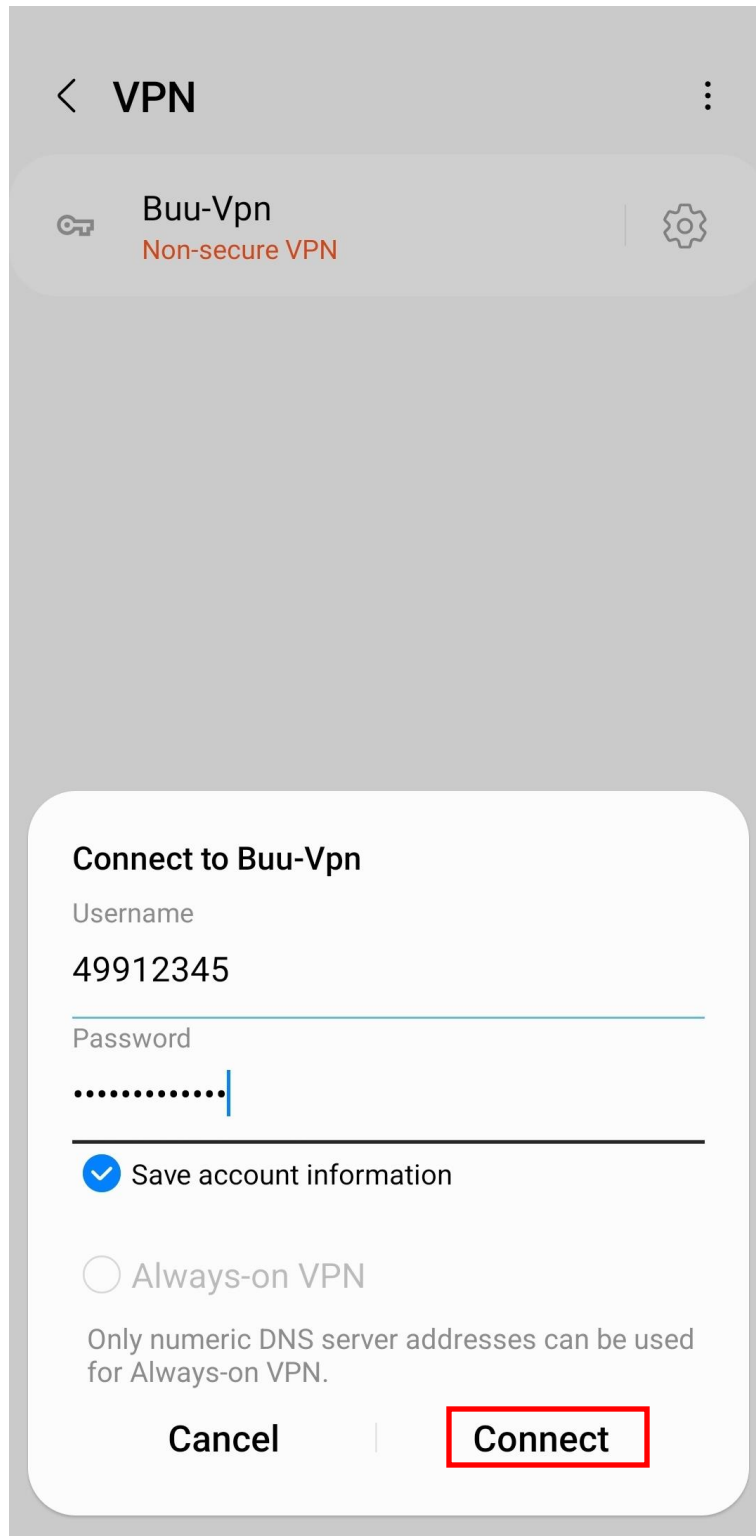 VPN
Buu-Vpn
Non-secure VPN
Connect to Buu-Vpn
Username
49912345
Password
•••••••••••••
Save account information
Always-on VPN
Only numeric DNS server addresses can be used
for Always-on VPN.
Cancel
Connect